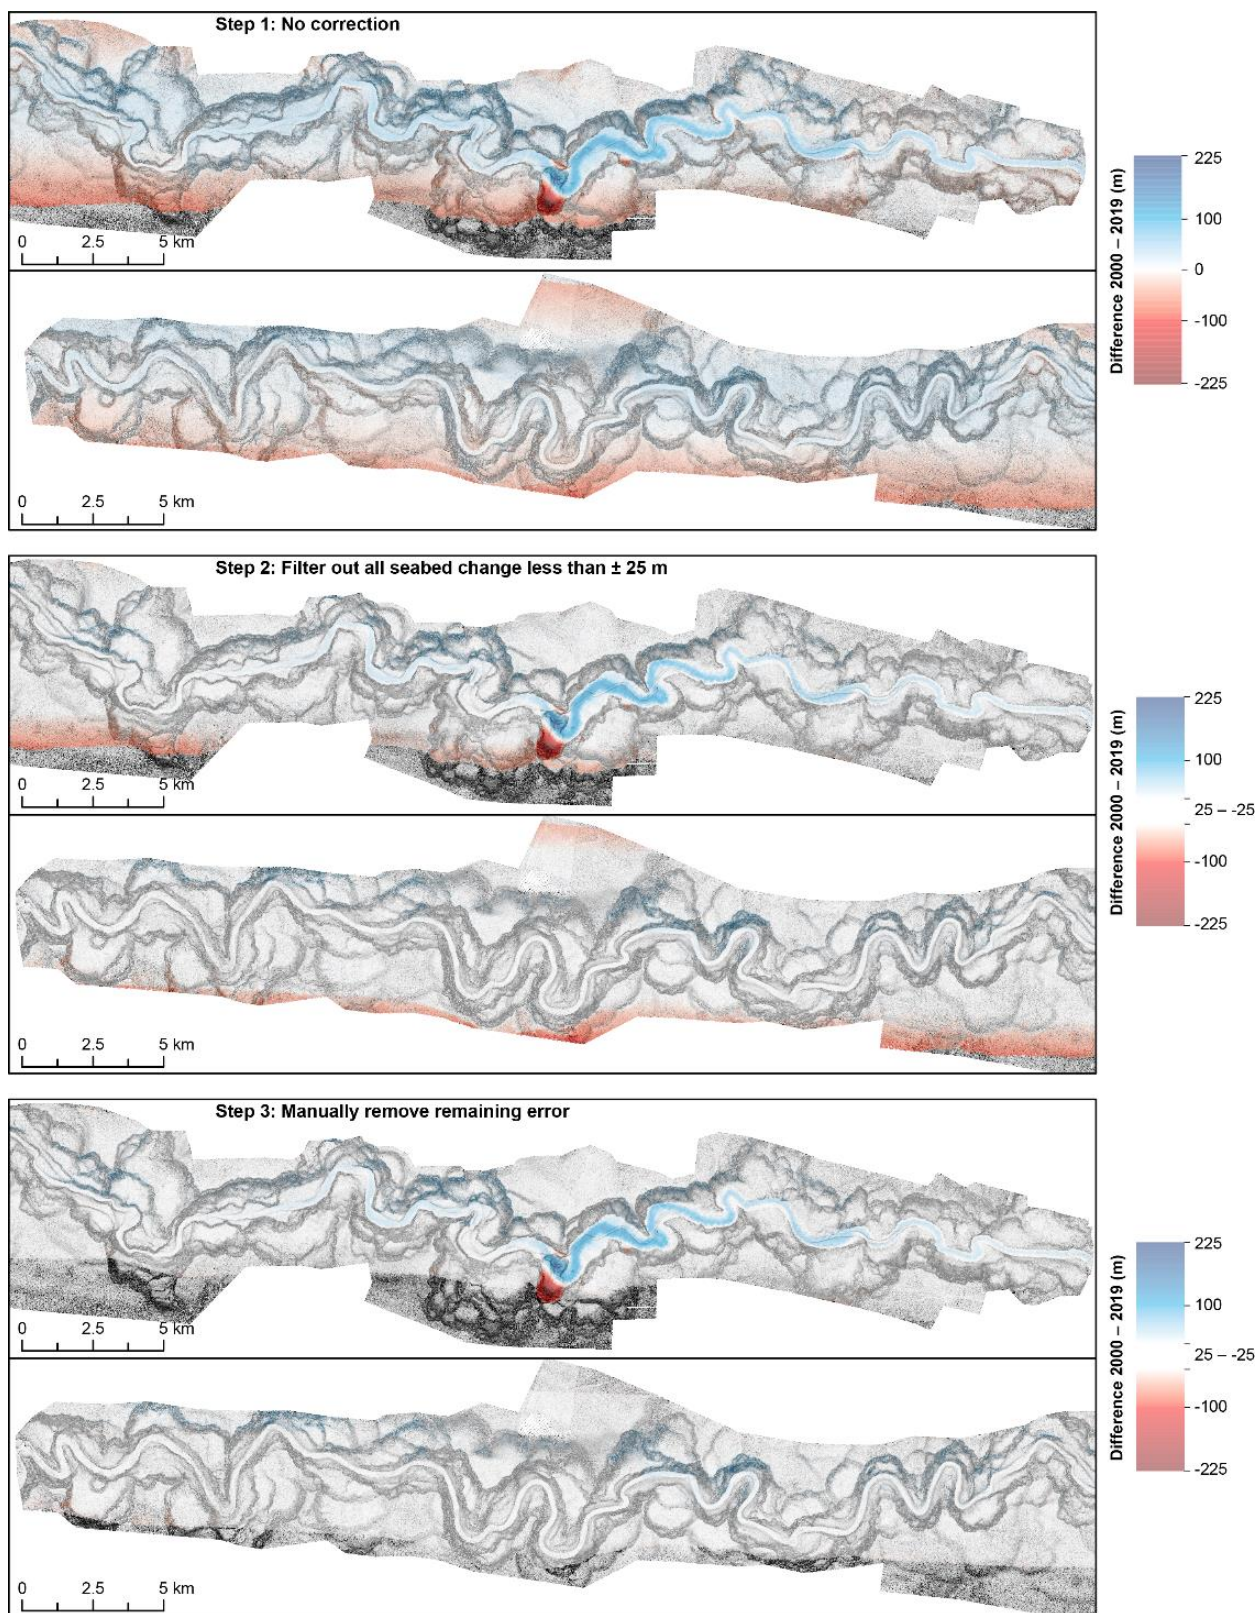 Step 1: No correction
0 2.5 5 km
0 2.5 5 km
Difference 2000 – 2019 (m)
225
100
0
-100
-225
Step 2: Filter out all seabed change less than ± 25 m
0 2.5 5 km
0 2.5 5 km
Difference 2000 – 2019 (m)
225
100
25 – -25
-100
-225
Step 3: Manually remove remaining error
0 2.5 5 km
0 2.5 5 km
Difference 2000 – 2019 (m)
225
100
25 – -25
-100
-225